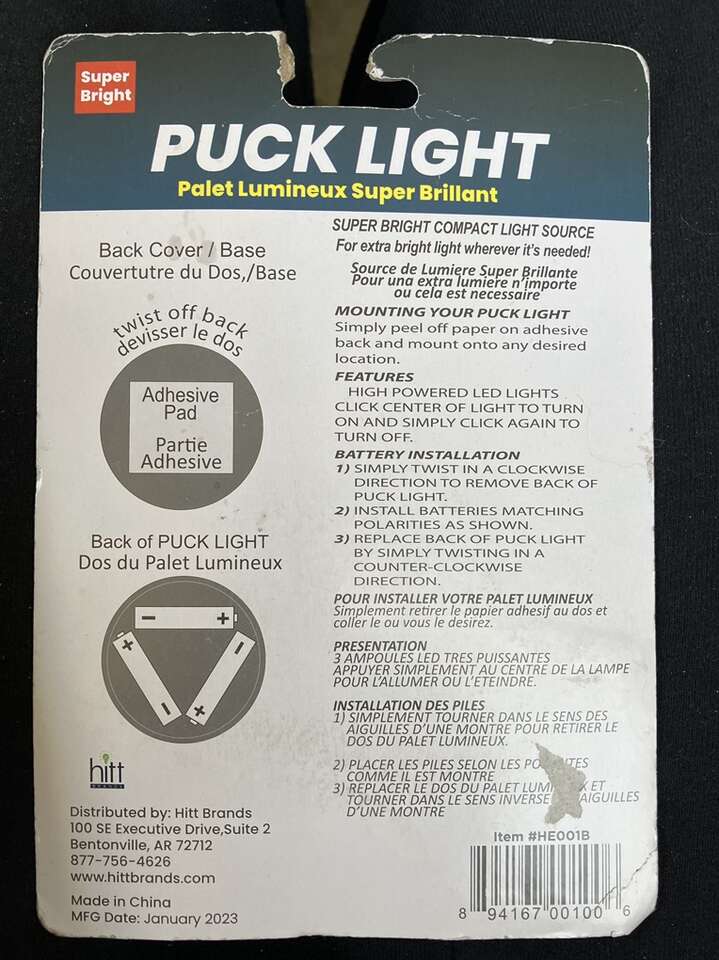 Super
Bright
PUCK LIGHT
Palet Lumineux Super Brillant
Back Cover / Base
Couvertutre du Dos,/Base
twist off back
devisser le dos
Adhesive
Pad
Partie
Adhesive
Back of PUCK LIGHT
Dos du Palet Lumineux
- +
+ -
- +
hitt
BRANDS
Distributed by: Hitt Brands
100 SE Executive Drive,Suite 2
Bentonville, AR 72712
877-756-4626
www.hittbrands.com
Made in China
MFG Date: January 2023
SUPER BRIGHT COMPACT LIGHT SOURCE
For extra bright light wherever it's needed!
Source de Lumiere Super Brillante
Pour una extra lumiere n'importe
ou cela est necessaire
MOUNTING YOUR PUCK LIGHT
Simply peel off paper on adhesive
back and mount onto any desired
location.
FEATURES
HIGH POWERED LED LIGHTS
CLICK CENTER OF LIGHT TO TURN
ON AND SIMPLY CLICK AGAIN TO
TURN OFF.
BATTERY INSTALLATION
1) SIMPLY TWIST IN A CLOCKWISE
DIRECTION TO REMOVE BACK OF
PUCK LIGHT.
2) INSTALL BATTERIES MATCHING
POLARITIES AS SHOWN.
3) REPLACE BACK OF PUCK LIGHT
BY SIMPLY TWISTING IN A
COUNTER-CLOCKWISE
DIRECTION.
POUR INSTALLER VOTRE PALET LUMINEUX
Simplement retirer le papier adhesif au dos et
coller le ou vous le desirez.
PRESENTATION
3 AMPOULES LED TRES PUISSANTES
APPUYER SIMPLEMENT AU CENTRE DE LA LAMPE
POUR L'ALLUMER OU L'ETEINDRE.
INSTALLATION DES PILES
1) SIMPLEMENT TOURNER DANS LE SENS DES
AIGUILLES D'UNE MONTRE POUR RETIRER LE
DOS DU PALET LUMINEUX.
2) PLACER LES PILES SELON LES
COMME IL EST MONTRE
3) REPLACER LE DOS DU PALET ET
TOURNER DANS LE SENS INVERSE AIGUILLES
D'UNE MONTRE
Item #HE001B
8 94167 00100 6